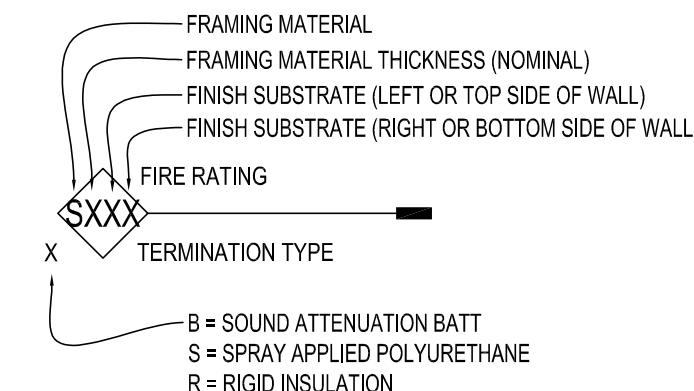 FRAMING MATERIAL
FRAMING MATERIAL THICKNESS (NOMINAL)
FINISH SUBSTRATE (LEFT OR TOP SIDE OF WALL)
FINISH SUBSTRATE (RIGHT OR BOTTOM SIDE OF WALL
FIRE RATING
SXXX
X
TERMINATION TYPE
B = SOUND ATTENUATION BATT
S = SPRAY APPLIED POLYURETHANE
R = RIGID INSULATION